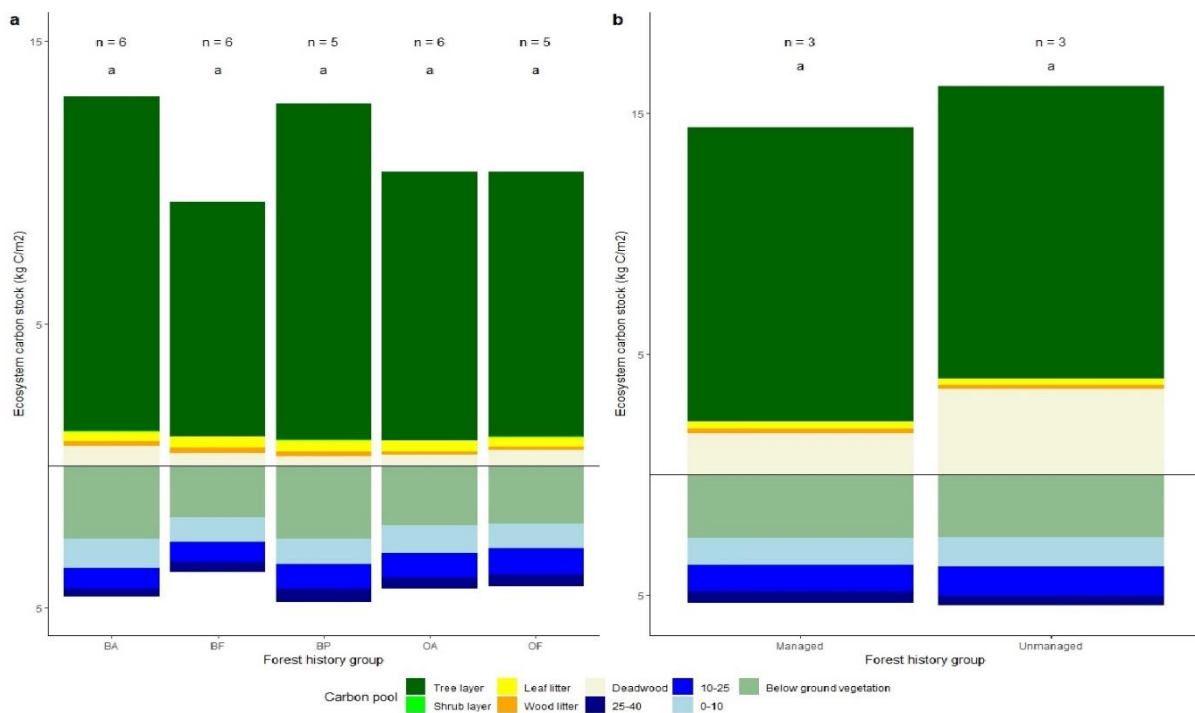 a
n = 6 n = 6 n = 5 n = 6 n = 5
a a a a a
15
5
5
Ecosystem carbon stock (kg C/m2)
BA BF BP OA OF
Forest history group
b
n = 3 n = 3
a a
15
5
5
Ecosystem carbon stock (kg C/m2)
Managed Unmanaged
Forest history group
Carbon pool
Tree layer Leaf litter Deadwood 10-25 Below ground vegetation
Shrub layer Wood litter 25-40 0-10